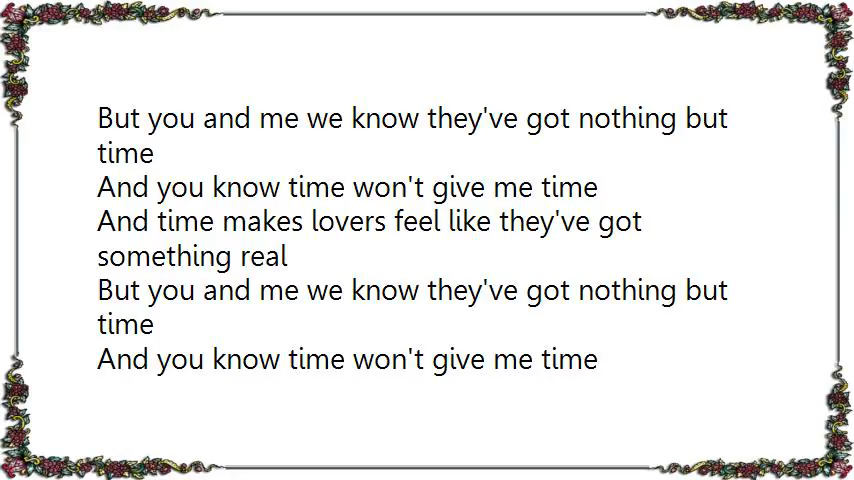 But you and me we know they've got nothing but
time
And you know time won't give me time
And time makes lovers feel like they've got
something real
But you and me we know they've got nothing but
time
And you know time won't give me time